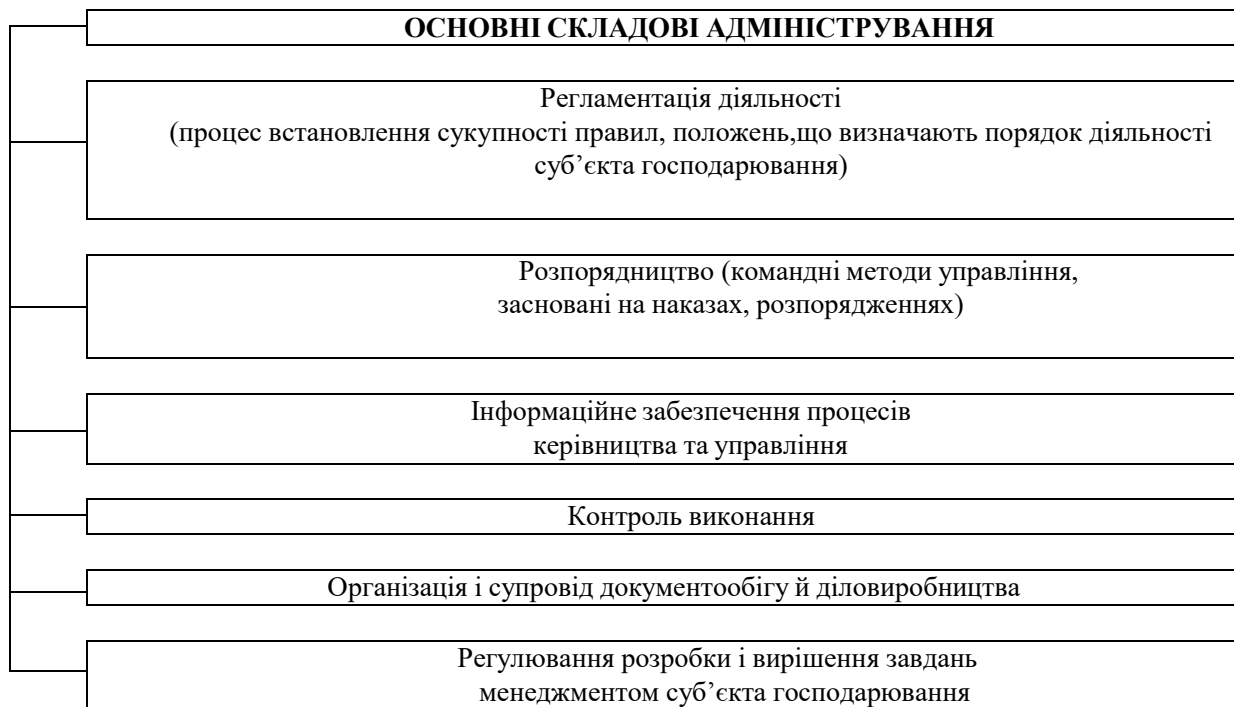 ОСНОВНІ СКЛАДОВІ АДМІНІСТРУВАННЯ
Регламентація діяльності
(процес встановлення сукупності правил, положень,що визначають порядок діяльності
суб’єкта господарювання)
Розпорядництво (командні методи управління,
засновані на наказах, розпорядженнях)
Інформаційне забезпечення процесів
керівництва та управління
Контроль виконання
Організація і супровід документообігу й діловиробництва
Регулювання розробки і вирішення завдань
менеджментом суб’єкта господарювання